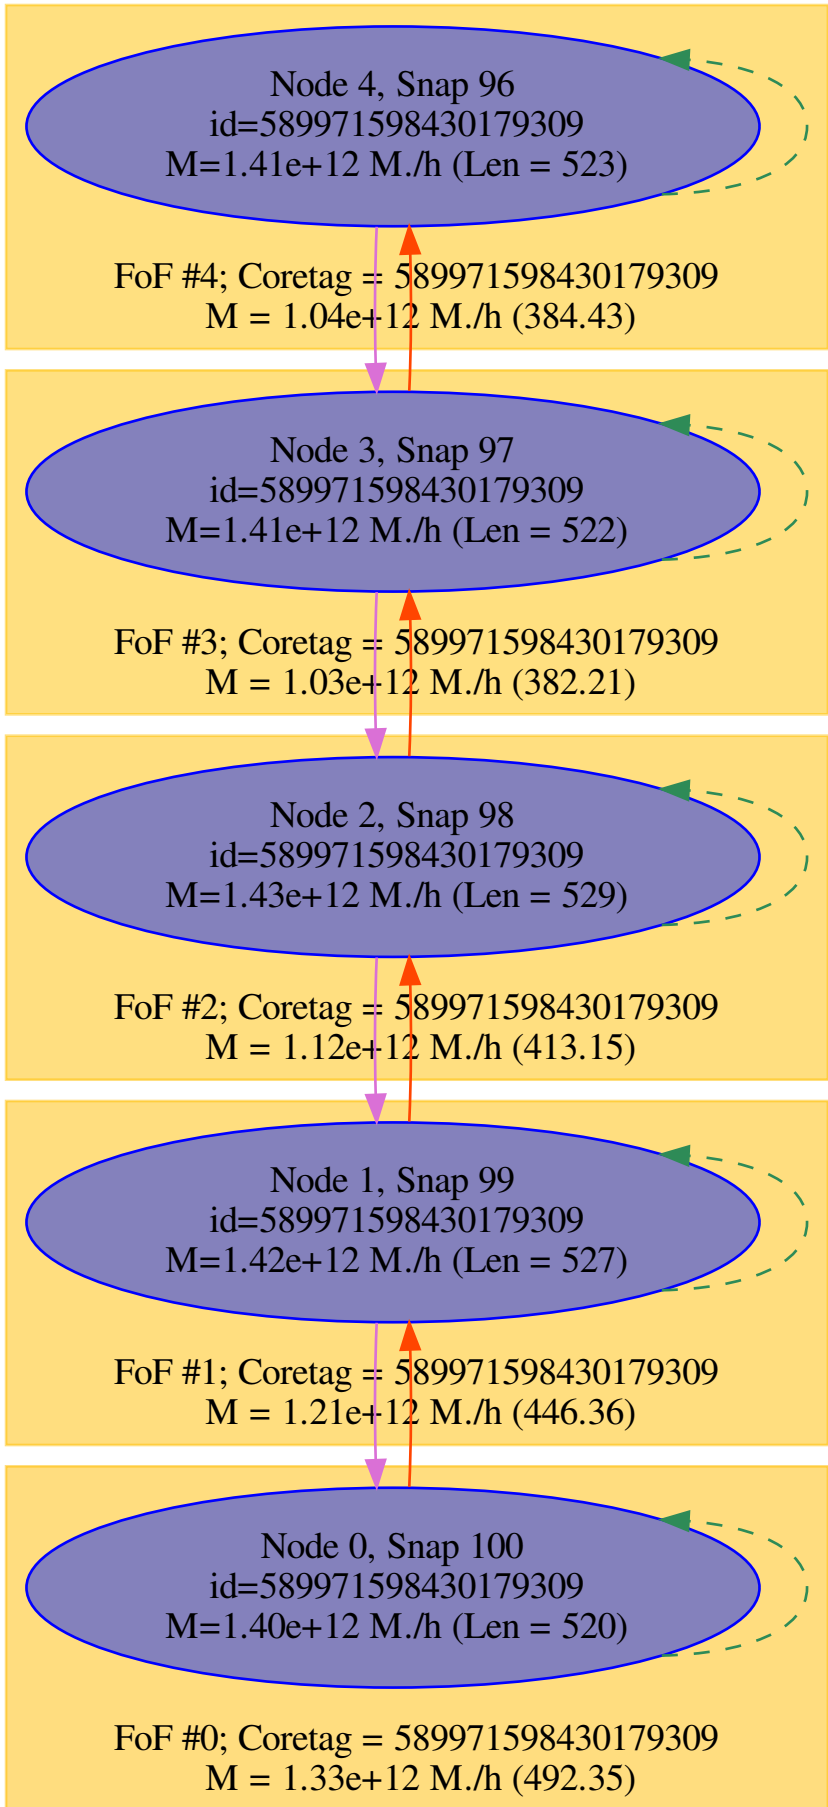 Node 4, Snap 96
id=589971598430179309
M=1.41e+12 M./h (Len = 523)
FoF #4; Coretag = 589971598430179309
M = 1.04e+12 M./h (384.43)
Node 3, Snap 97
id=589971598430179309
M=1.41e+12 M./h (Len = 522)
FoF #3; Coretag = 589971598430179309
M = 1.03e+12 M./h (382.21)
Node 2, Snap 98
id=589971598430179309
M=1.43e+12 M./h (Len = 529)
FoF #2; Coretag = 589971598430179309
M = 1.12e+12 M./h (413.15)
Node 1, Snap 99
id=589971598430179309
M=1.42e+12 M./h (Len = 527)
FoF #1; Coretag = 589971598430179309
M = 1.21e+12 M./h (446.36)
Node 0, Snap 100
id=589971598430179309
M=1.40e+12 M./h (Len = 520)
FoF #0; Coretag = 589971598430179309
M = 1.33e+12 M./h (492.35)